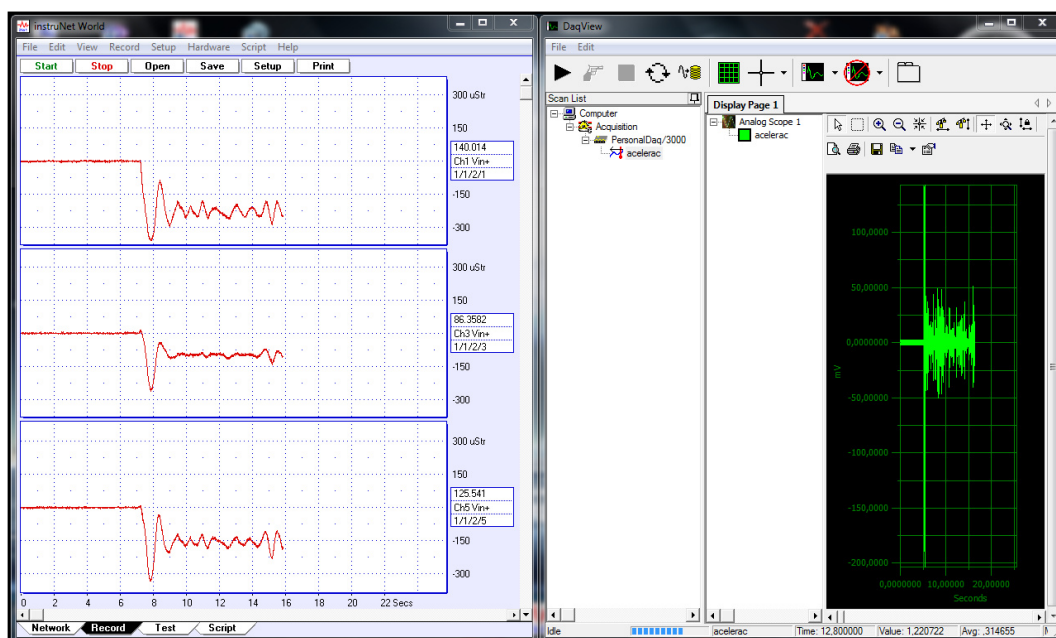 instruNet World
File Edit View Record Setup Hardware Script Help
Start Stop Open Save Setup Print
300 uStr
150
140.014
Ch1 Vin+
1/1/2/1
-150
-300
300 uStr
150
86.3582
Ch3 Vin+
1/1/2/3
-150
-300
300 uStr
150
125.541
Ch5 Vin+
1/1/2/5
-150
-300
0 2 4 6 8 10 12 14 16 18 20 22 Secs
Network Record Test Script
DaqView
File Edit
Scan List
Computer
Acquisition
PersonalDaq/3000
acelerac
Display Page 1
Analog Scope 1
acelerac
100,0000
50,00000
0,0000000
-50,00000
-100,0000
-150,0000
-200,0000
mV
0,0000000 10,00000 20,00000
Seconds
Idle acelerac Time: 12,800000 Value: 1,220722 Avg: ,314655